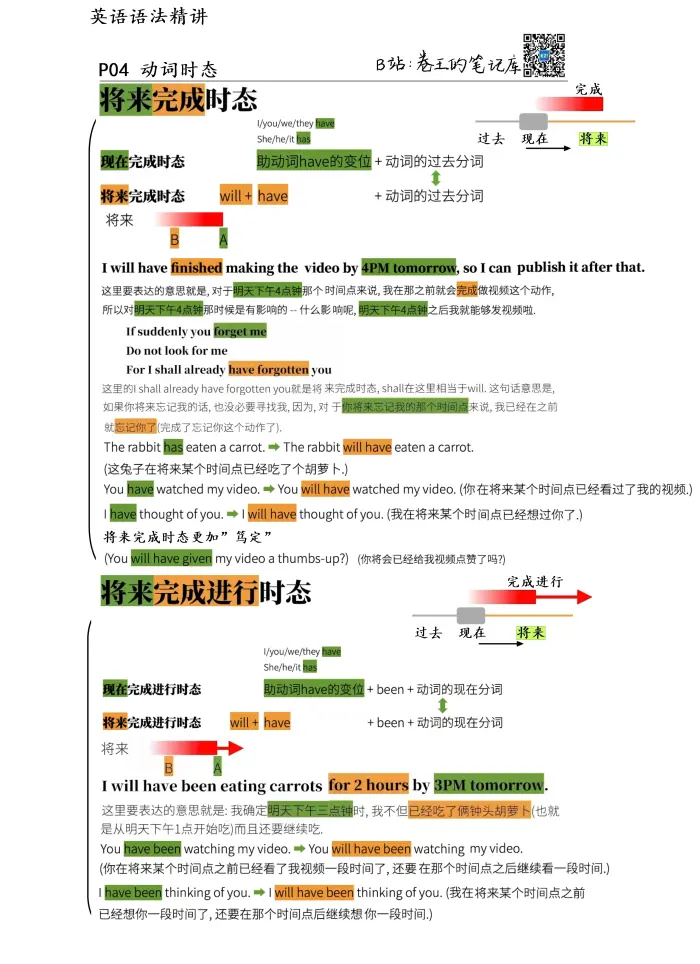 英语语法精讲
P04 动词时态
B站:卷王的笔记库
将来完成时态
完成
过去 现在 将来
I/you/we/they have
She/he/it has
现在完成时态 助动词have的变位 + 动词的过去分词
将来完成时态 will + have + 动词的过去分词
将来
B A
I will have finished making the video by 4PM tomorrow, so I can publish it after that.
这里要表达的意思就是, 对于明天下午4点钟那个时间点来说, 我在那之前就会完成做视频这个动作,
所以对明天下午4点钟那时候是有影响的 -- 什么影响呢, 明天下午4点钟之后我就能够发视频啦.
If suddenly you forget me
Do not look for me
For I shall already have forgotten you
这里的I shall already have forgotten you就是将来完成时态, shall在这里相当于will. 这句话意思是,
如果你将来忘记我的话, 也没必要寻找我, 因为, 对于你将来忘记我的那个时间点来说, 我已经在之前
就忘记你了(完成了忘记你这个动作了).
The rabbit has eaten a carrot. ➡ The rabbit will have eaten a carrot.
(这兔子在将来某个时间点已经吃了个胡萝卜.)
You have watched my video. ➡ You will have watched my video. (你在将来某个时间点已经看过了我的视频.)
I have thought of you. ➡ I will have thought of you. (我在将来某个时间点已经想过你了.)
将来完成时态更加"笃定"
(You will have given my video a thumbs-up?) (你将会已经给我视频点赞了吗?)
将来完成进行时态
完成进行
过去 现在 将来
I/you/we/they have
She/he/it has
现在完成进行时态 助动词have的变位 + been + 动词的现在分词
将来完成进行时态 will + have + been + 动词的现在分词
将来
B A
I will have been eating carrots for 2 hours by 3PM tomorrow.
这里要表达的意思就是: 我确定明天下午三点钟时, 我不但已经吃了俩钟头胡萝卜(也就
是从明天下午1点开始吃)而且还要继续吃.
You have been watching my video. ➡ You will have been watching my video.
(你在将来某个时间点之前已经看了我视频一段时间了, 还要在那个时间点之后继续看一段时间.)
I have been thinking of you. ➡ I will have been thinking of you. (我在将来某个时间点之前
已经想你一段时间了, 还要在那个时间点后继续想你一段时间.)